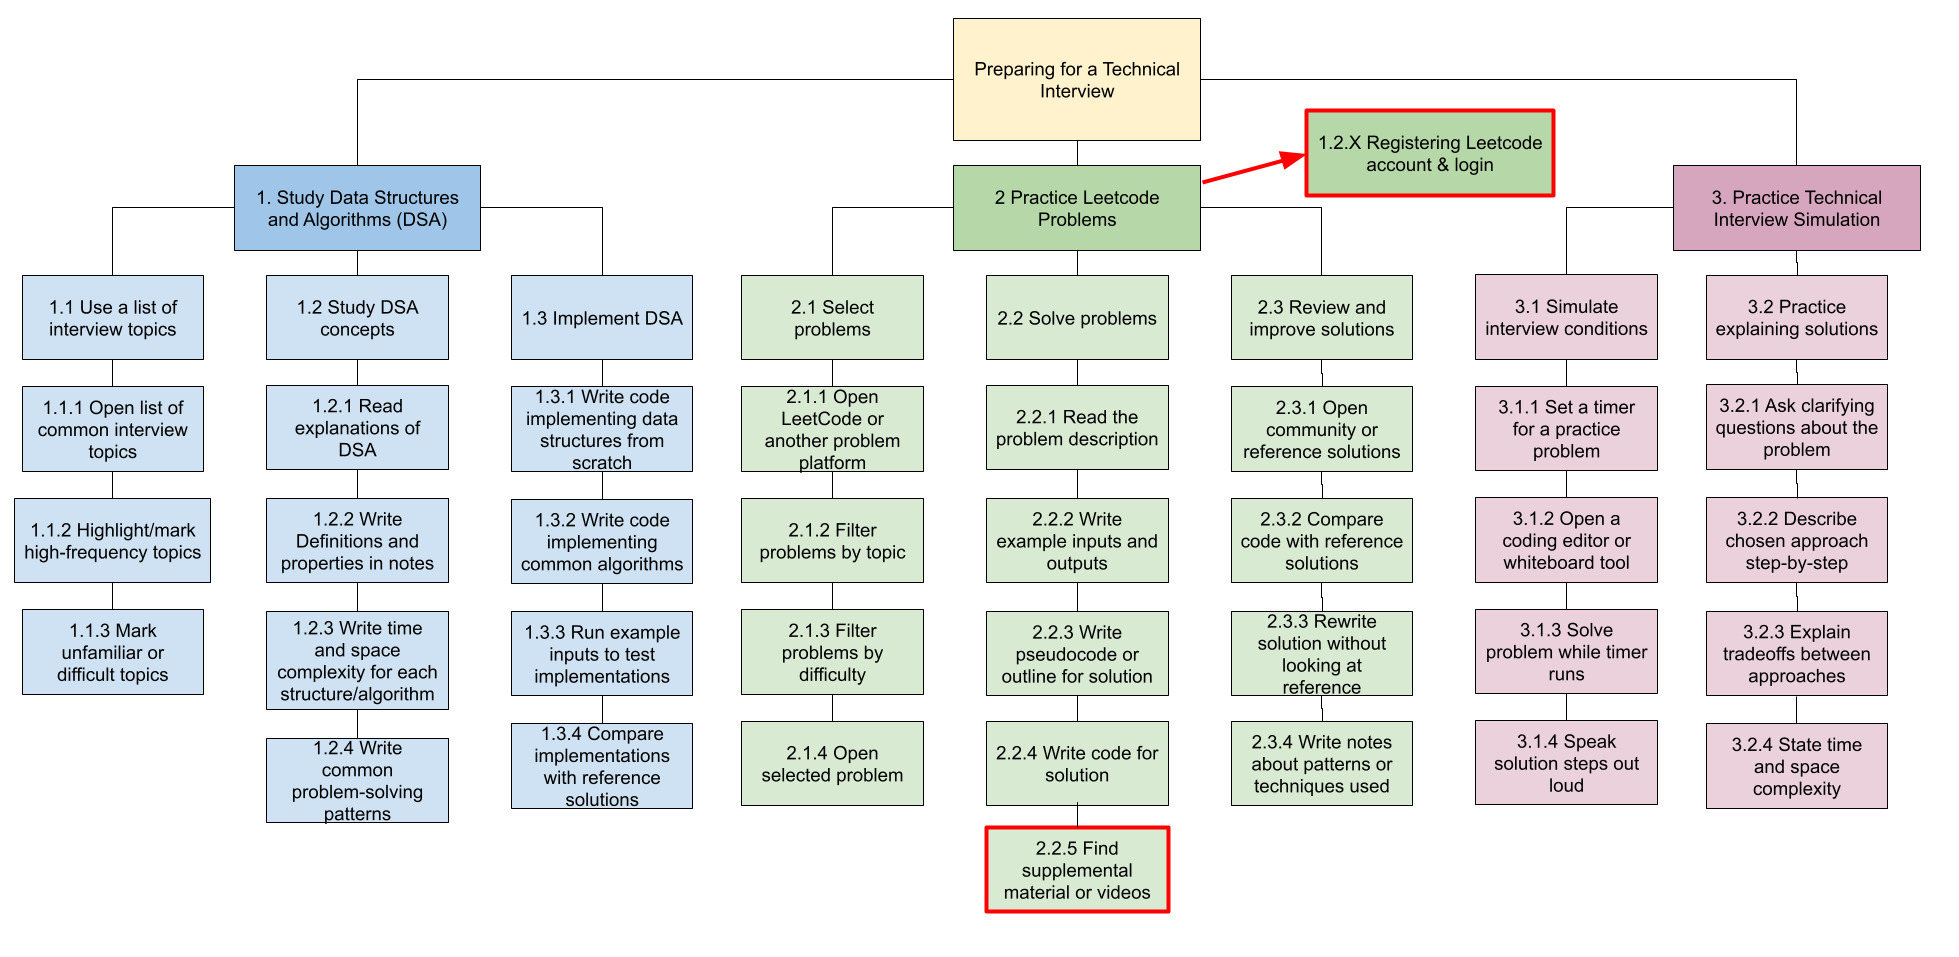 Preparing for a Technical
Interview
1.2.X Registering Leetcode
account & login
1. Study Data Structures
and Algorithms (DSA)
2 Practice Leetcode
Problems
3. Practice Technical
Interview Simulation
1.1 Use a list of
interview topics
1.2 Study DSA
concepts
1.3 Implement DSA
2.1 Select
problems
2.2 Solve problems
2.3 Review and
improve solutions
3.1 Simulate
interview conditions
3.2 Practice
explaining solutions
1.1.1 Open list of
common interview
topics
1.2.1 Read
explanations of
DSA
1.3.1 Write code
implementing data
structures from
scratch
2.1.1 Open
LeetCode or
another problem
platform
2.2.1 Read the
problem description
2.3.1 Open
community or
reference solutions
3.1.1 Set a timer
for a practice
problem
3.2.1 Ask clarifying
questions about the
problem
1.1.2 Highlight/mark
high-frequency topics
1.2.2 Write
Definitions and
properties in notes
1.3.2 Write code
implementing
common algorithms
2.1.2 Filter
problems by topic
2.2.2 Write
example inputs and
outputs
2.3.2 Compare
code with reference
solutions
3.1.2 Open a
coding editor or
whiteboard tool
3.2.2 Describe
chosen approach
step-by-step
1.1.3 Mark
unfamiliar or
difficult topics
1.2.3 Write time
and space
complexity for each
structure/algorithm
1.3.3 Run example
inputs to test
implementations
2.1.3 Filter
problems by
difficulty
2.2.3 Write
pseudocode or
outline for solution
2.3.3 Rewrite
solution without
looking at
reference
3.1.3 Solve
problem while timer
runs
3.2.3 Explain
tradeoffs between
approaches
1.2.4 Write
common
problem-solving
patterns
1.3.4 Compare
implementations
with reference
solutions
2.1.4 Open
selected problem
2.2.4 Write code for
solution
2.3.4 Write notes
about patterns or
techniques used
3.1.4 Speak
solution steps out
loud
3.2.4 State time
and space
complexity
2.2.5 Find
supplemental
material or videos